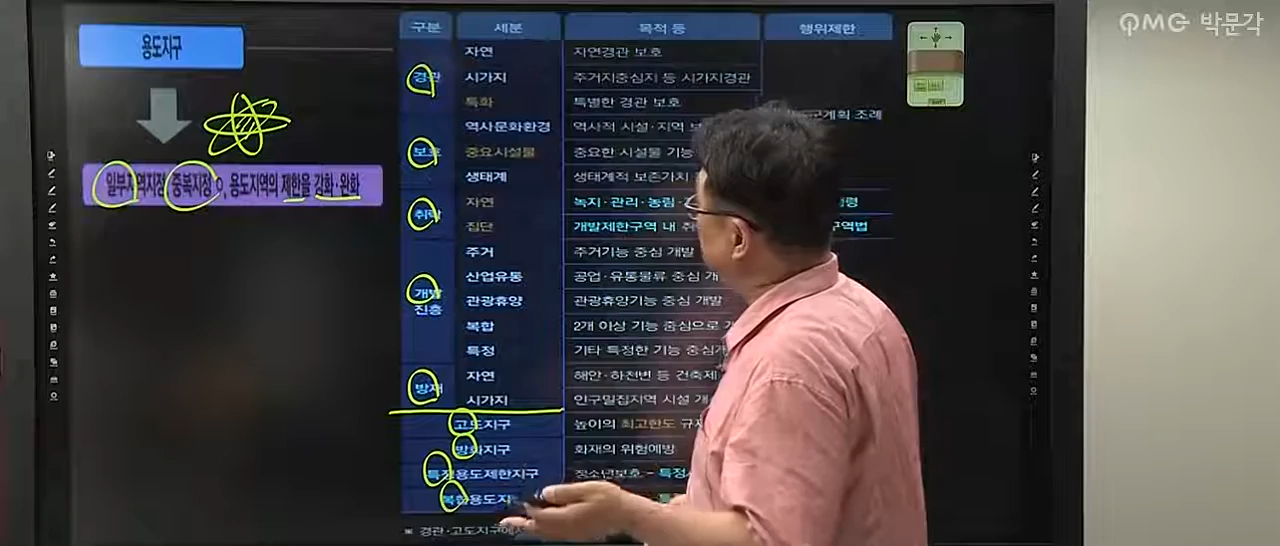 QMG 박문각
용도지구
일부지역지정, 중복지정 O, 용도지역의 제한을 강화·완화
구분 세분 목적 등 행위제한
경관 자연 자연경관 보호
시가지 주거지중심지 등 시가지경관
특화 특별한 경관 보호
역사문화환경 역사적 시설·지역 계획 조례
보호 중요시설물 중요한 시설물 기능
생태계 생태계적 보존가치
취락 자연 녹지·관리·농림· 령
집단 개발제한구역 내 구역법
개발진흥 주거 주거기능 중심 개발
산업유통 공업·유통물류 중심
관광휴양 관광휴양기능 중심 개발
복합 2개 이상 기능 중심으로
특정 기타 특정한 기능
방재 자연 해안·하천변 등
시가지 인구밀집지역 시설
고도지구 높이의 최고한도
방화지구 화재의 위험예방
특정용도제한지구 청소년보호 - 특정
복합용도지
* 경관·고도지구